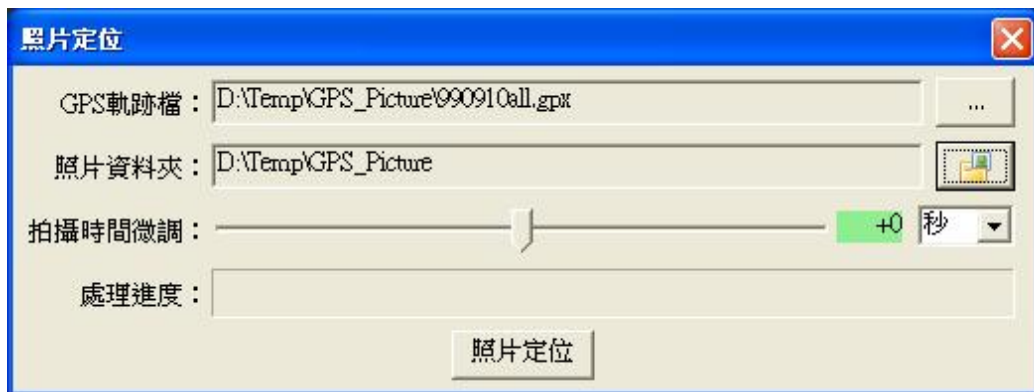 照片定位
GPS軌跡檔：D:\Temp\GPS_Picture\990910all.gpx ...
照片資料夾：D:\Temp\GPS_Picture
拍攝時間微調：+0 秒
處理進度：
照片定位